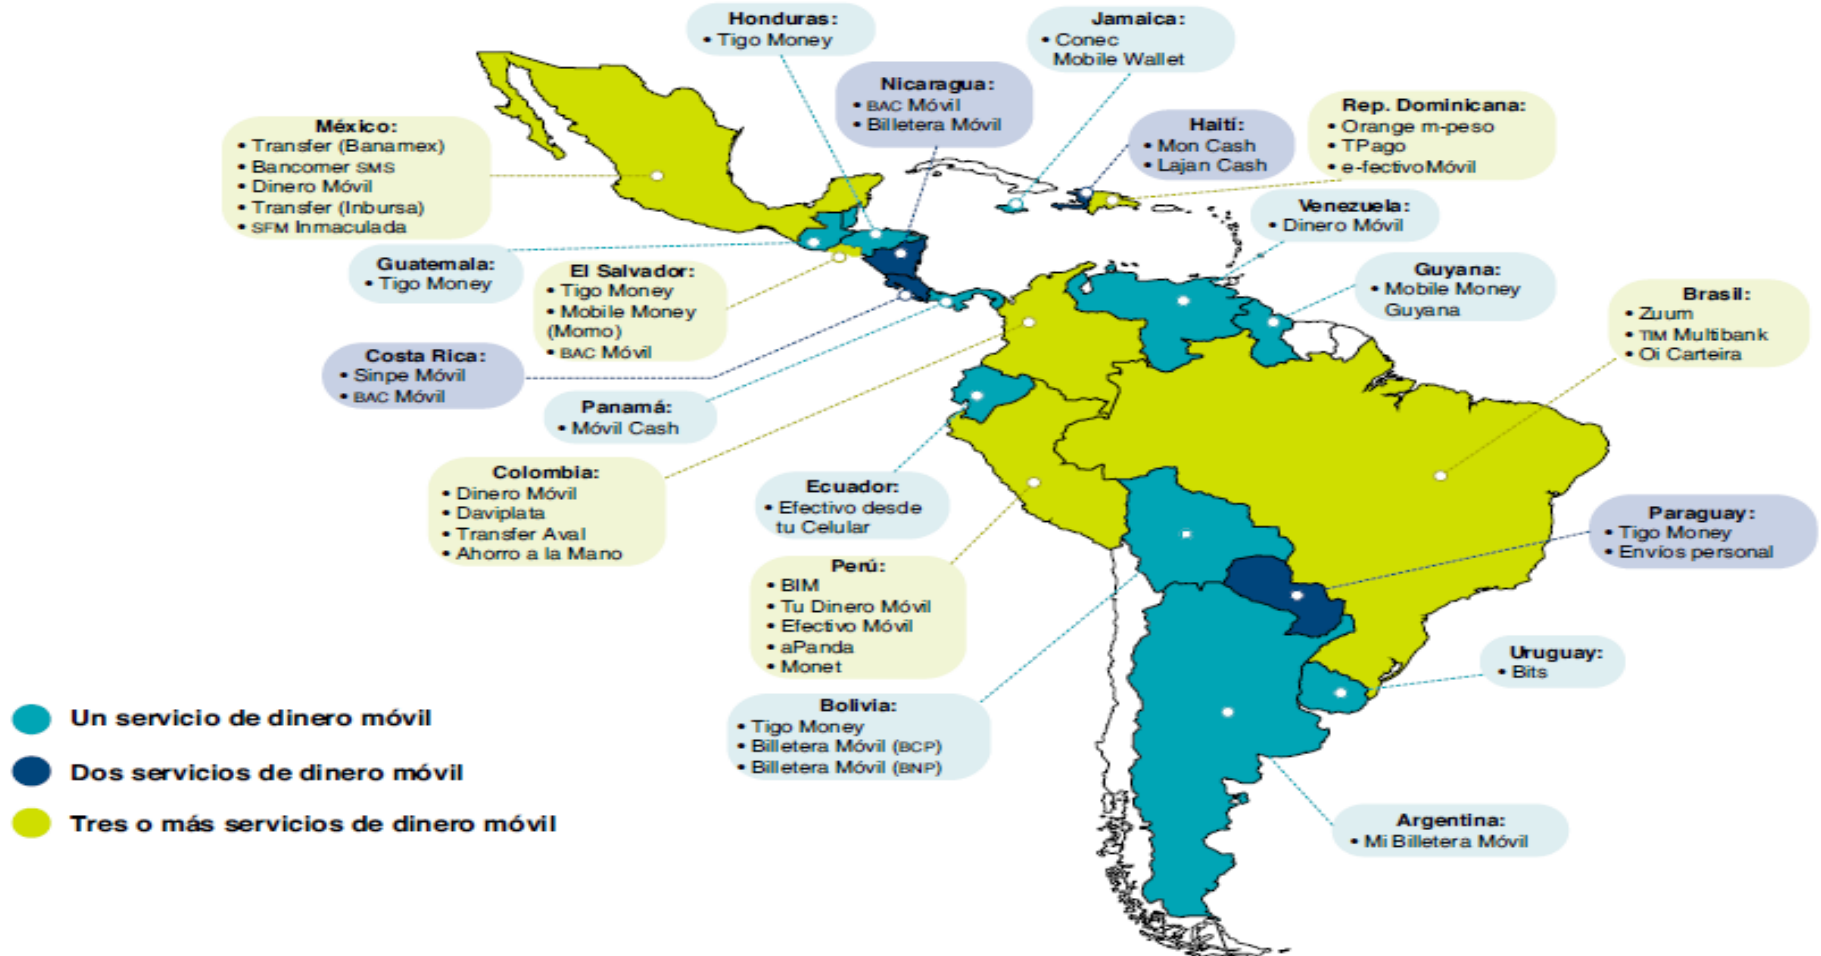 Honduras:
• Tigo Money
Jamaica:
• Conec
Mobile Wallet
Nicaragua:
• BAC Móvil
• Billetera Móvil
Haití:
• Mon Cash
• Lajan Cash
Rep. Dominicana:
• Orange m-peso
• TPago
• e-fectivoMóvil
México:
• Transfer (Banamex)
• Bancomer SMS
• Dinero Móvil
• Transfer (Inbursa)
• SFM Inmaculada
Venezuela:
• Dinero Móvil
Guatemala:
• Tigo Money
El Salvador:
• Tigo Money
• Mobile Money
(Momo)
• BAC Móvil
Guyana:
• Mobile Money
Guyana
Brasil:
• Zuum
• TIM Multibank
• Oi Carteira
Costa Rica:
• Sinpe Móvil
• BAC Móvil
Panamá:
• Móvil Cash
Colombia:
• Dinero Móvil
• Daviplata
• Transfer Aval
• Ahorro a la Mano
Ecuador:
• Efectivo desde
tu Celular
Paraguay:
• Tigo Money
• Envíos personal
Perú:
• BIM
• Tu Dinero Móvil
• Efectivo Móvil
• aPanda
• Monet
Uruguay:
• Bits
Bolivia:
• Tigo Money
• Billetera Móvil (BCP)
• Billetera Móvil (BNP)
Argentina:
• Mi Billetera Móvil
Un servicio de dinero móvil
Dos servicios de dinero móvil
Tres o más servicios de dinero móvil